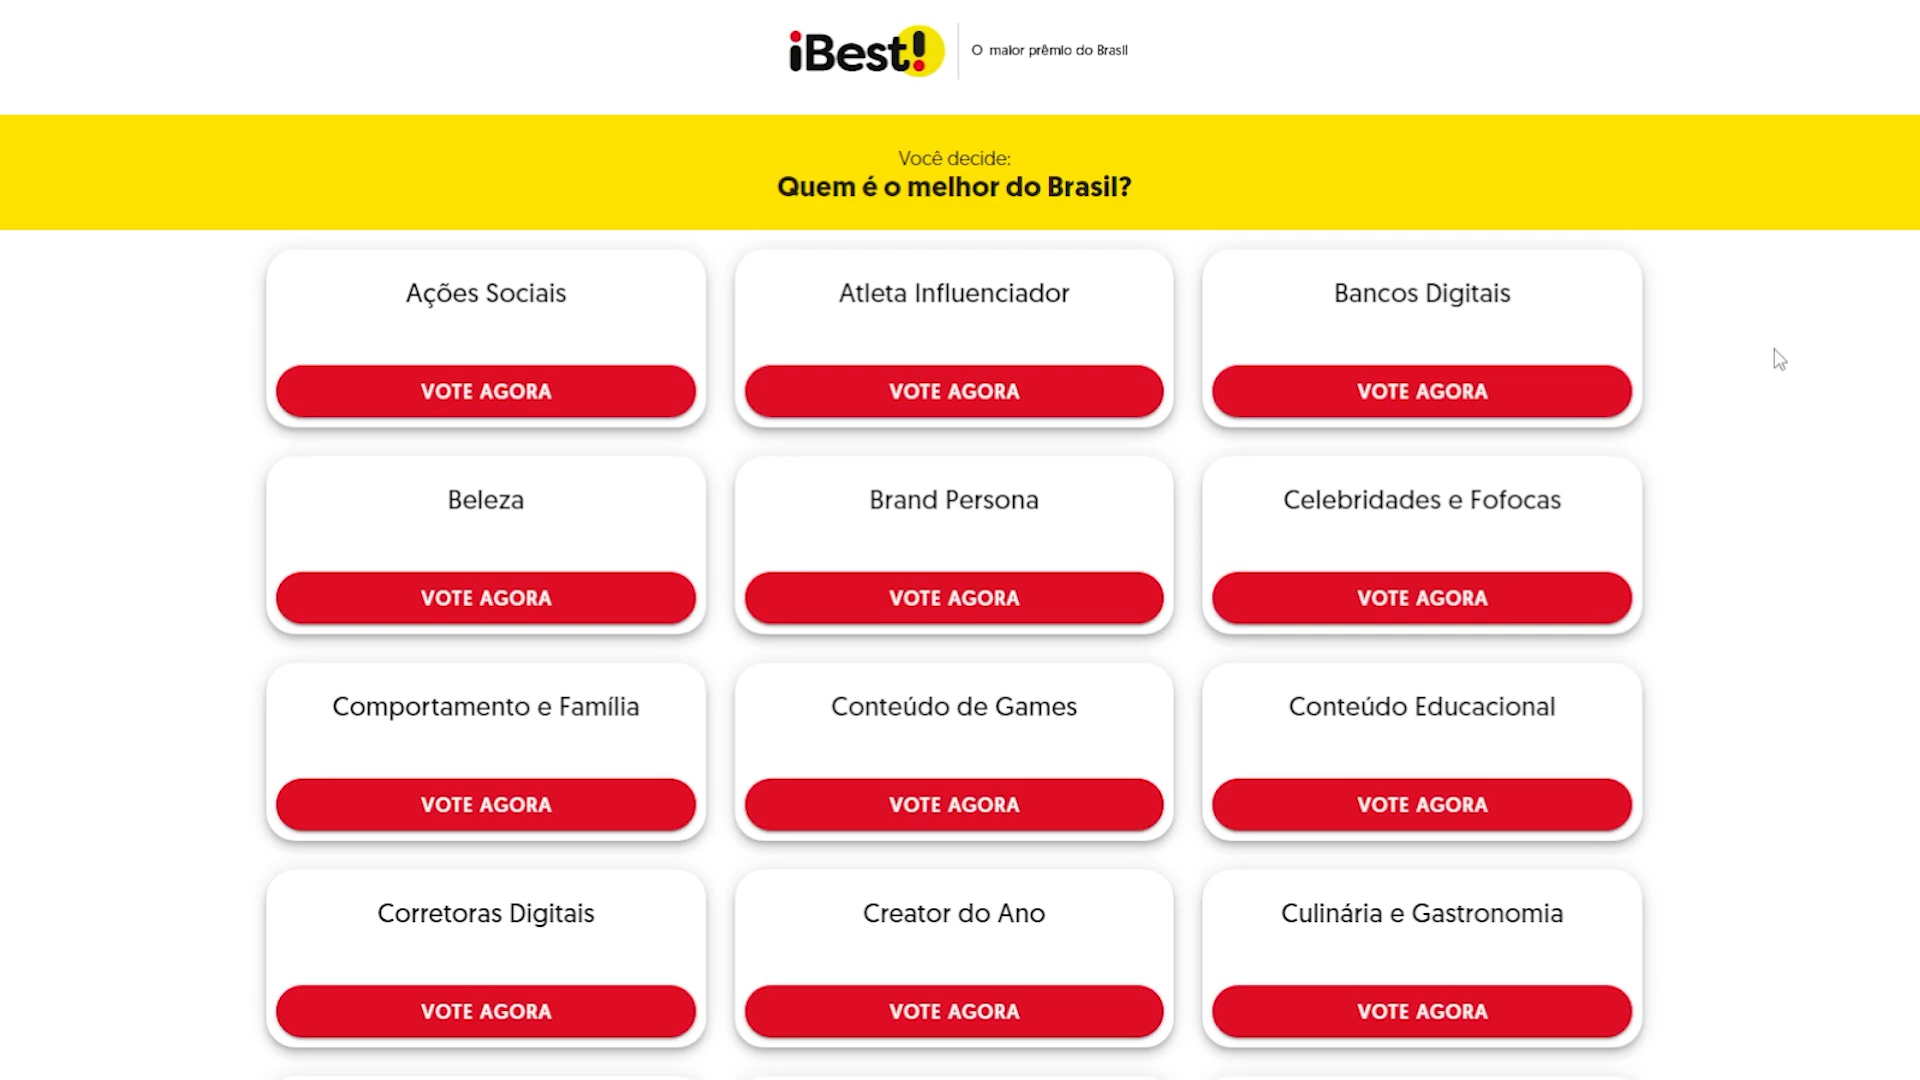 iBest!
O maior prêmio do Brasil
Você decide:
Quem é o melhor do Brasil?
Ações Sociais
Atleta Influenciador
Bancos Digitais
VOTE AGORA
VOTE AGORA
VOTE AGORA
Beleza
Brand Persona
Celebridades e Fofocas
VOTE AGORA
VOTE AGORA
VOTE AGORA
Comportamento e Família
Conteúdo de Games
Conteúdo Educacional
VOTE AGORA
VOTE AGORA
VOTE AGORA
Corretoras Digitais
Creator do Ano
Culinária e Gastronomia
VOTE AGORA
VOTE AGORA
VOTE AGORA